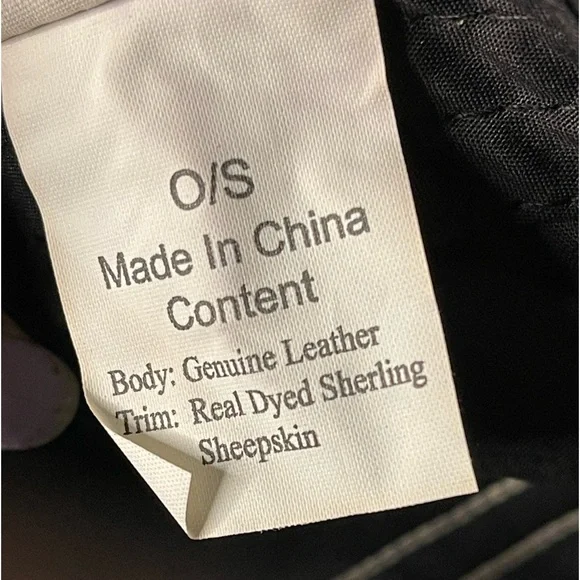 O/S
Made In China
Content
Body: Genuine Leather
Trim: Real Dyed Sherling
Sheepskin